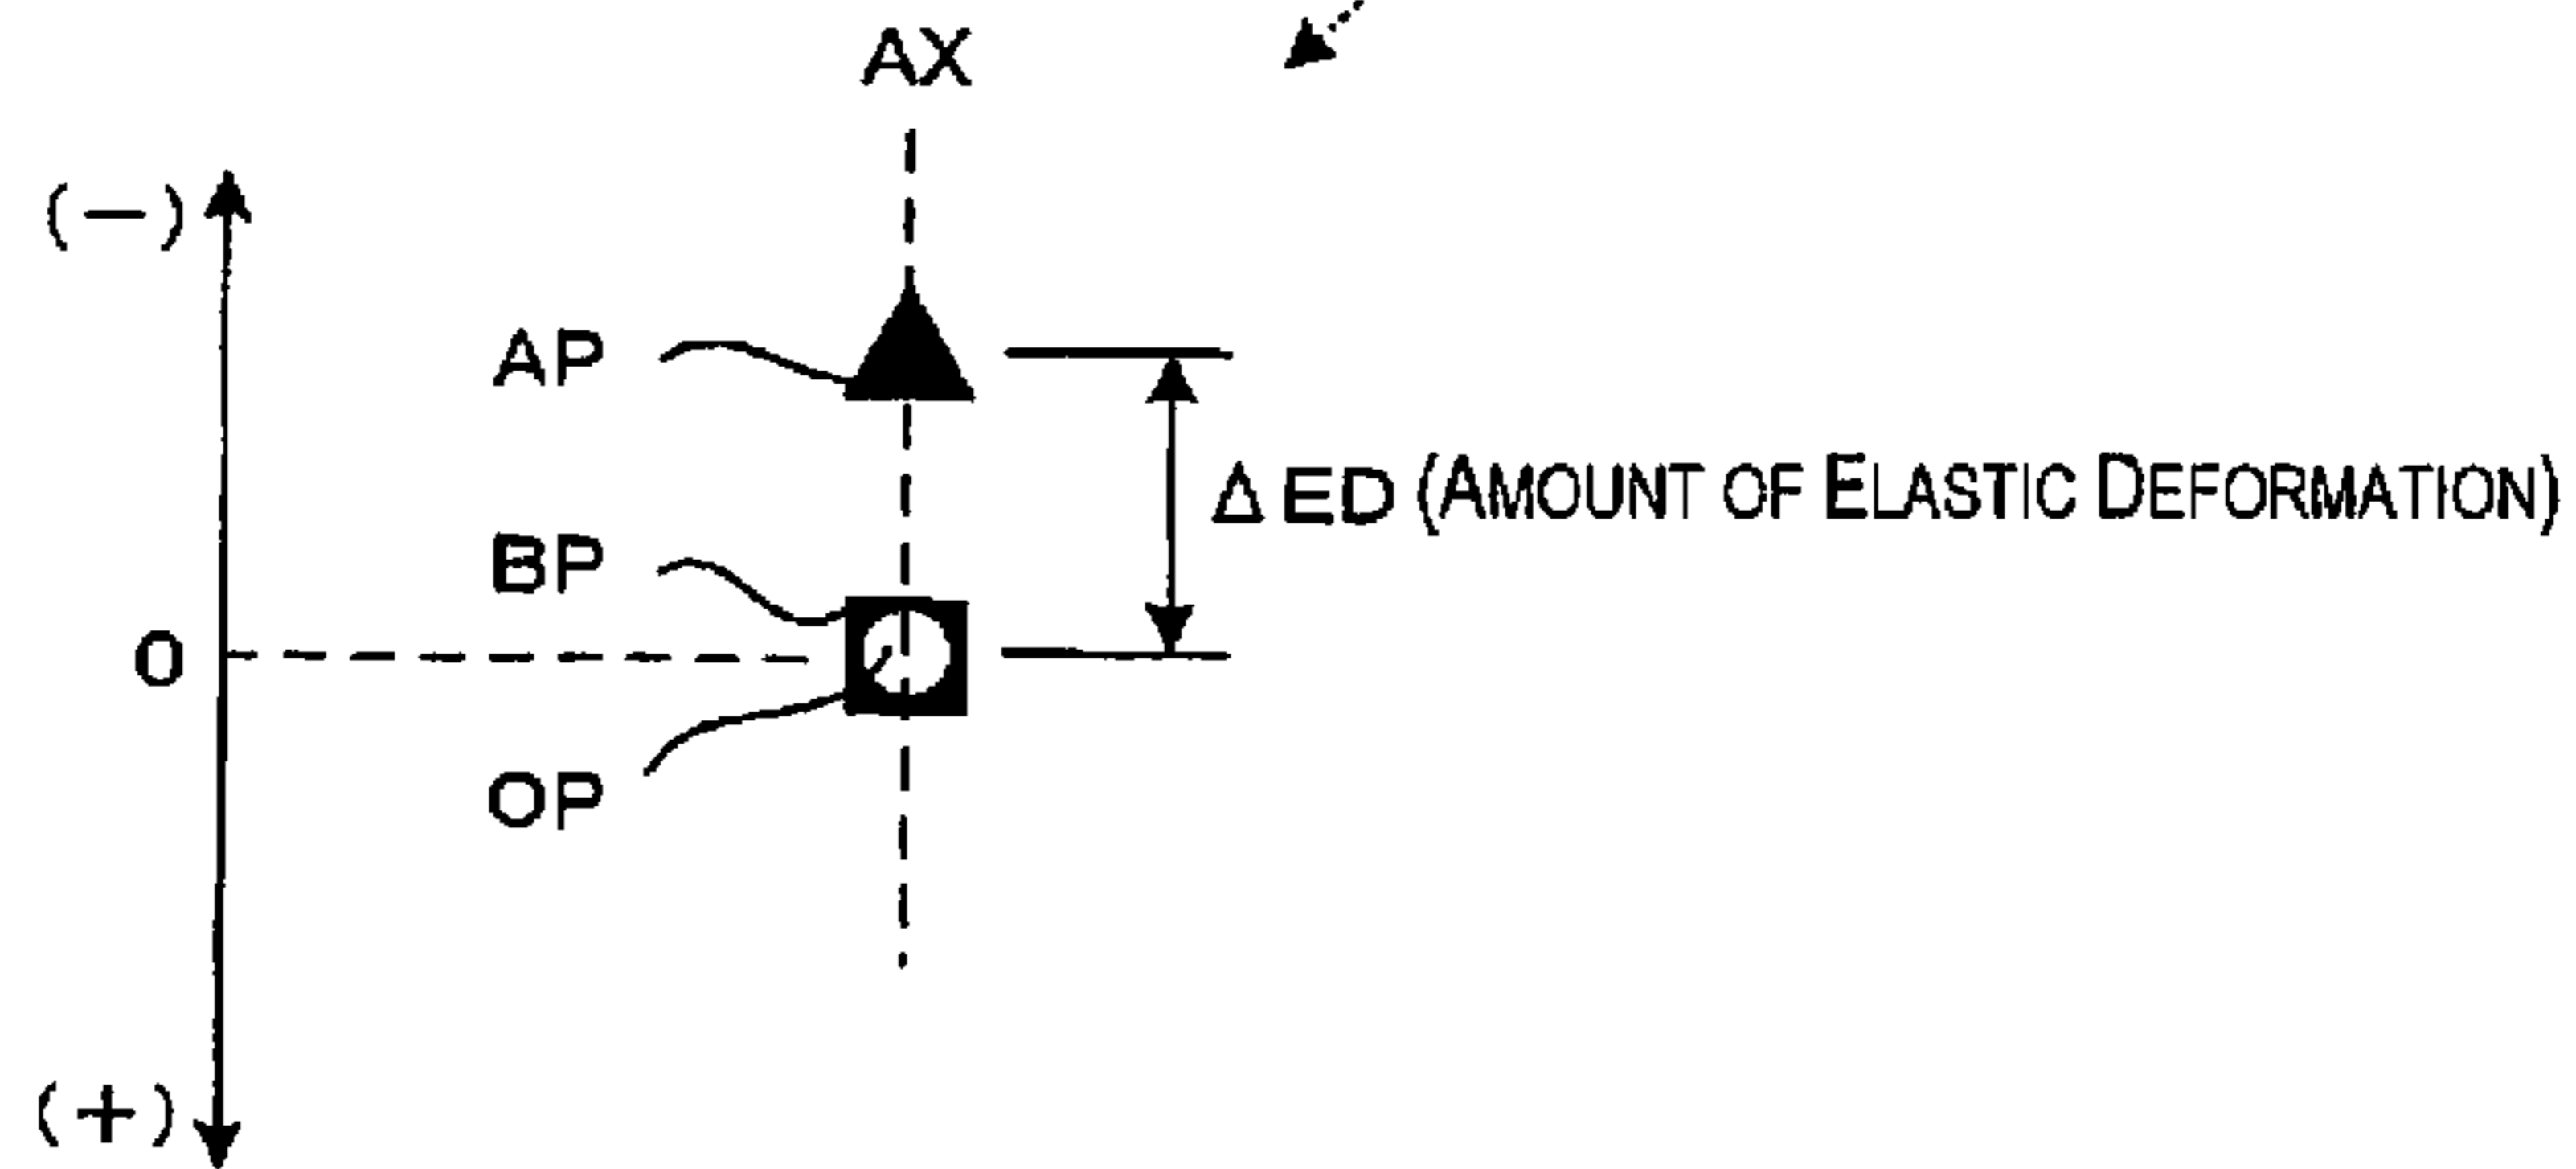 AX
(−)
AP
ΔED (AMOUNT OF ELASTIC DEFORMATION)
BP
0
OP
(+)